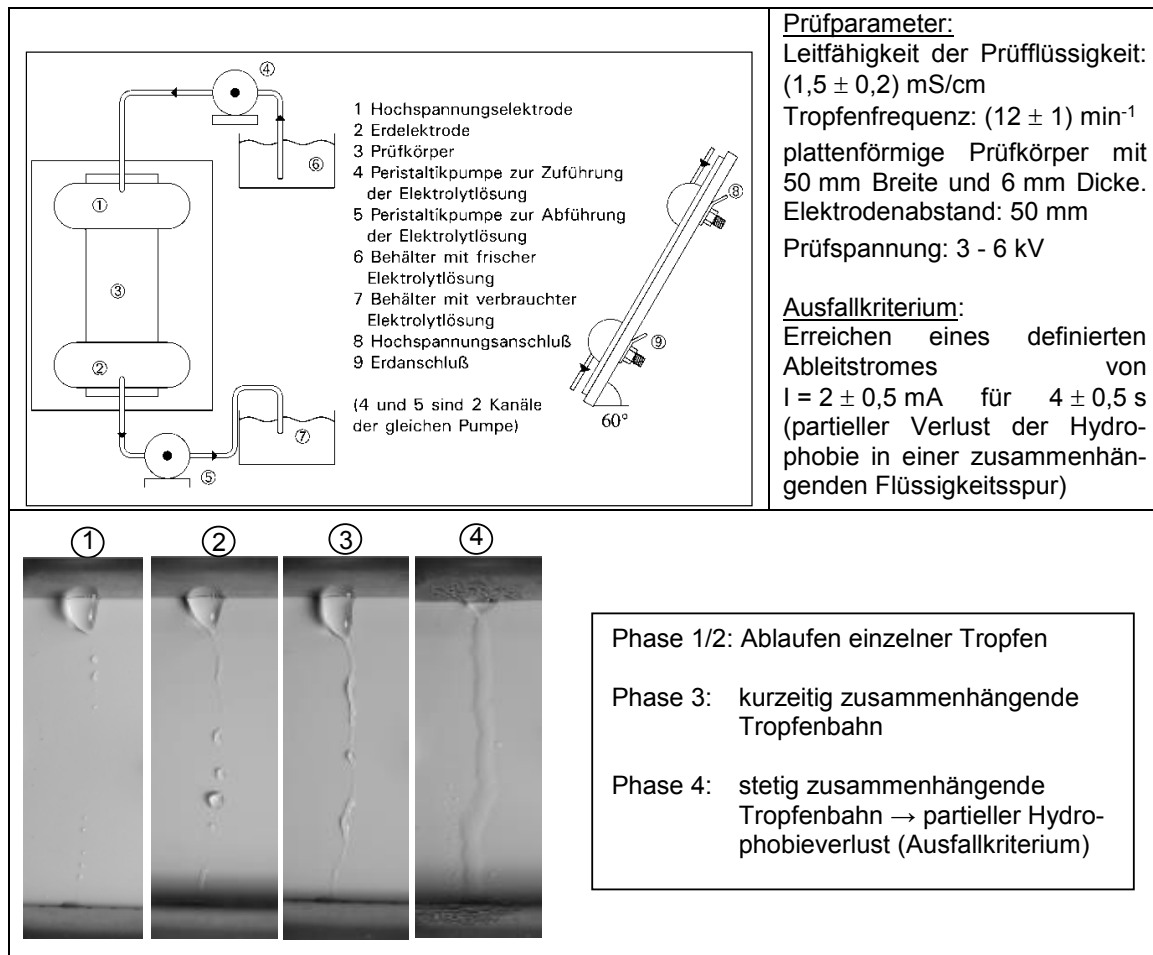 ④
1 Hochspannungselektrode
2 Erdelektrode
3 Prüfkörper
4 Peristaltikpumpe zur Zuführung
der Elektrolytlösung
5 Peristaltikpumpe zur Abführung
der Elektrolytlösung
6 Behälter mit frischer
Elektrolytlösung
7 Behälter mit verbrauchter
Elektrolytlösung
8 Hochspannungsanschluß
9 Erdanschluß
(4 und 5 sind 2 Kanäle
der gleichen Pumpe)
⑥
①
③
②
⑦
⑤
⑧
⑨
60°
Prüfparameter:
Leitfähigkeit der Prüfflüssigkeit:
(1,5 ± 0,2) mS/cm
Tropfenfrequenz: (12 ± 1) min-1
plattenförmige Prüfkörper mit
50 mm Breite und 6 mm Dicke.
Elektrodenabstand: 50 mm
Prüfspannung: 3 - 6 kV
Ausfallkriterium:
Erreichen eines definierten
Ableitstromes von
I = 2 ± 0,5 mA für 4 ± 0,5 s
(partieller Verlust der Hydro-
phobie in einer zusammenhän-
genden Flüssigkeitsspur)
① ② ③ ④
Phase 1/2: Ablaufen einzelner Tropfen
Phase 3: kurzeitig zusammenhängende
Tropfenbahn
Phase 4: stetig zusammenhängende
Tropfenbahn → partieller Hydro-
phobieverlust (Ausfallkriterium)